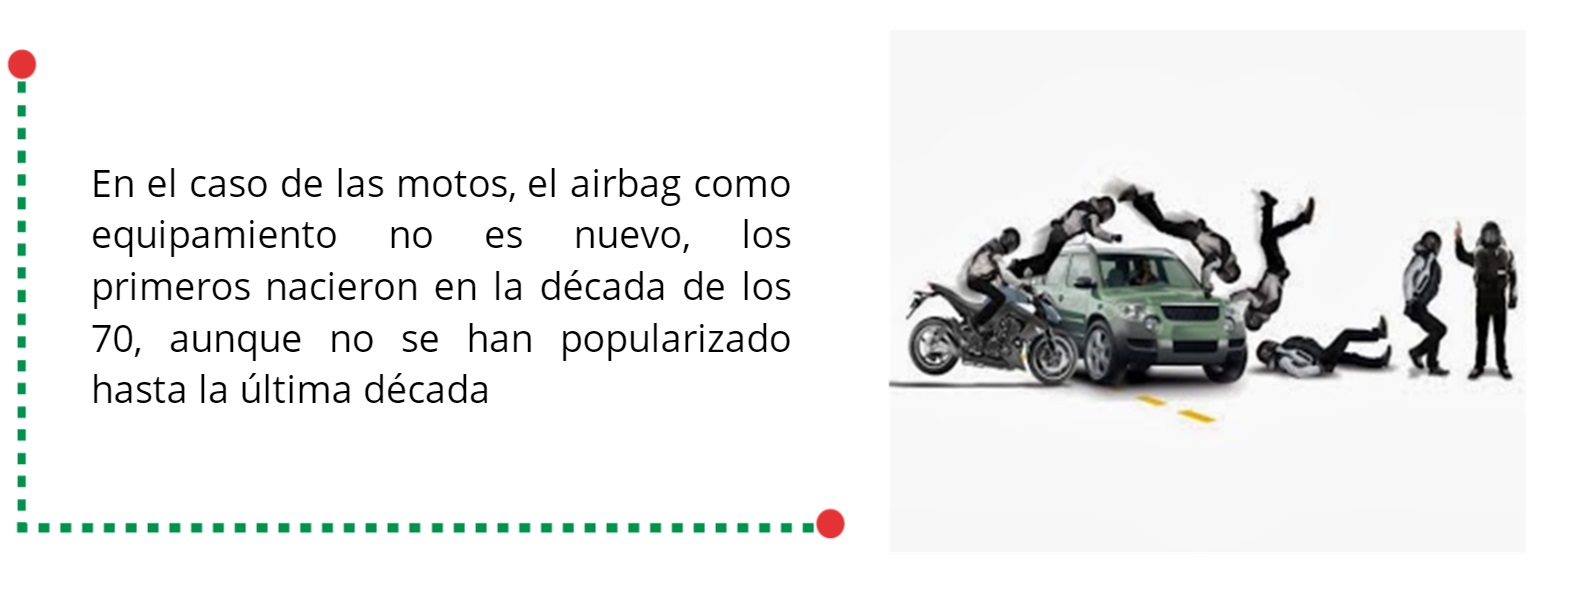 En el caso de las motos, el airbag como
equipamiento no es nuevo, los
primeros nacieron en la década de los
70, aunque no se han popularizado
hasta la última década